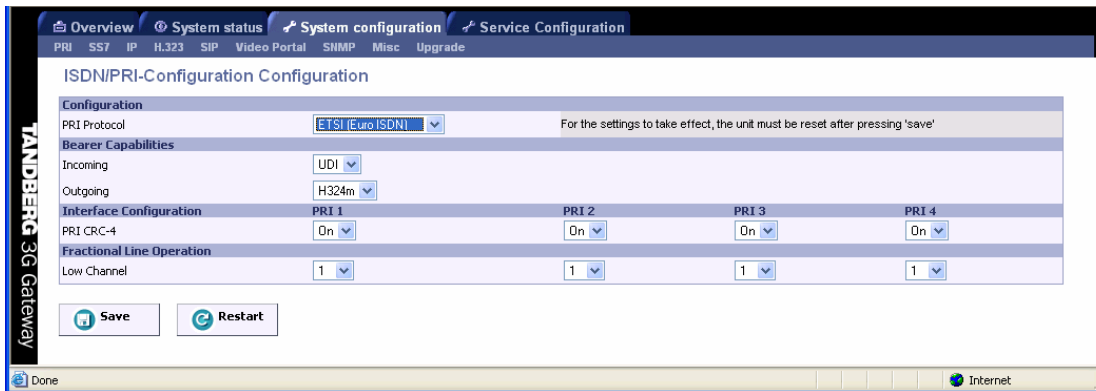 Overview System status System configuration Service Configuration
PRI SS7 IP H.323 SIP Video Portal SNMP Misc Upgrade
ISDN/PRI-Configuration Configuration
Configuration
PRI Protocol ETSI (Euro ISDN) For the settings to take effect, the unit must be reset after pressing 'save'
Bearer Capabilities
Incoming UDI
Outgoing H324m
Interface Configuration PRI 1 PRI 2 PRI 3 PRI 4
PRI CRC-4 On On On On
Fractional Line Operation
Low Channel 1 1 1 1
Save Restart
TANDBERG 3G Gateway
Done Internet